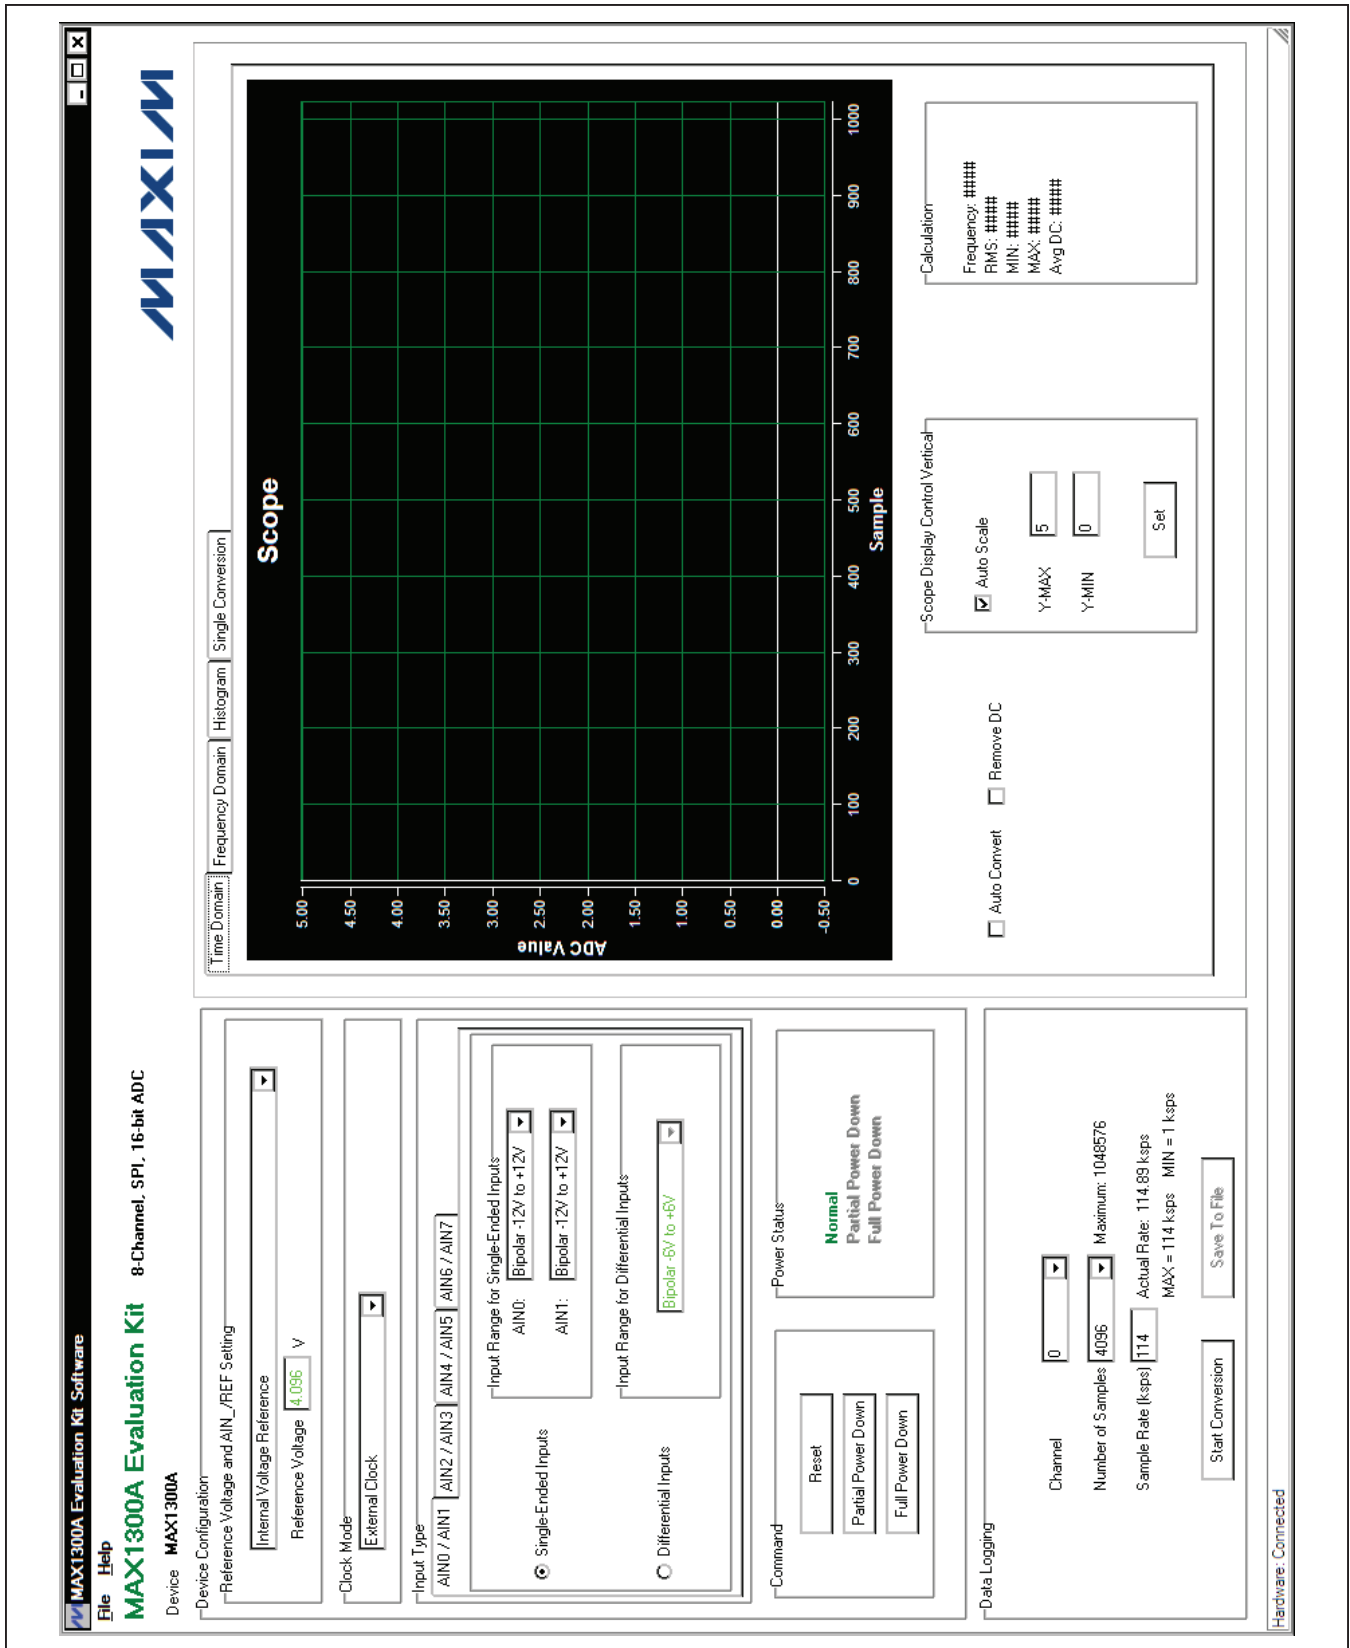 MAX1300A Evaluation Kit Software
File Help
MAXIM
MAX1300A Evaluation Kit 8-Channel, SPI, 16-bit ADC
Device MAX1300A
Device Configuration
Reference Voltage and AIN_/REF Setting
Internal Voltage Reference
Reference Voltage 4.096 V
Clock Mode
External Clock
Input Type
AIN0 / AIN1 AIN2 / AIN3 AIN4 / AIN5 AIN6 / AIN7
Single-Ended Inputs
Input Range for Single-Ended Inputs
AIN0: Bipolar -12V to +12V
AIN1: Bipolar -12V to +12V
Differential Inputs
Input Range for Differential Inputs
Bipolar -6V to +6V
Command
Reset
Partial Power Down
Full Power Down
Power Status
Normal
Partial Power Down
Full Power Down
Data Logging
Channel 0
Number of Samples 4096 Maximum: 1048576
Sample Rate (ksps) 114 Actual Rate: 114.89 ksps
MAX = 114 ksps MIN = 1 ksps
Start Conversion Save To File
Time Domain Frequency Domain Histogram Single Conversion
Scope
ADC Value
5.00
4.50
4.00
3.50
3.00
2.50
2.00
1.50
1.00
0.50
0.00
-0.50
0 100 200 300 400 500 600 700 800 900 1000
Sample
Auto Convert Remove DC
Scope Display Control Vertical
Auto Scale
Y-MAX 5
Y-MIN 0
Set
Calculation
Frequency: ####
RMS: ####
MIN: ####
MAX: ####
Avg DC: ####
Hardware: Connected